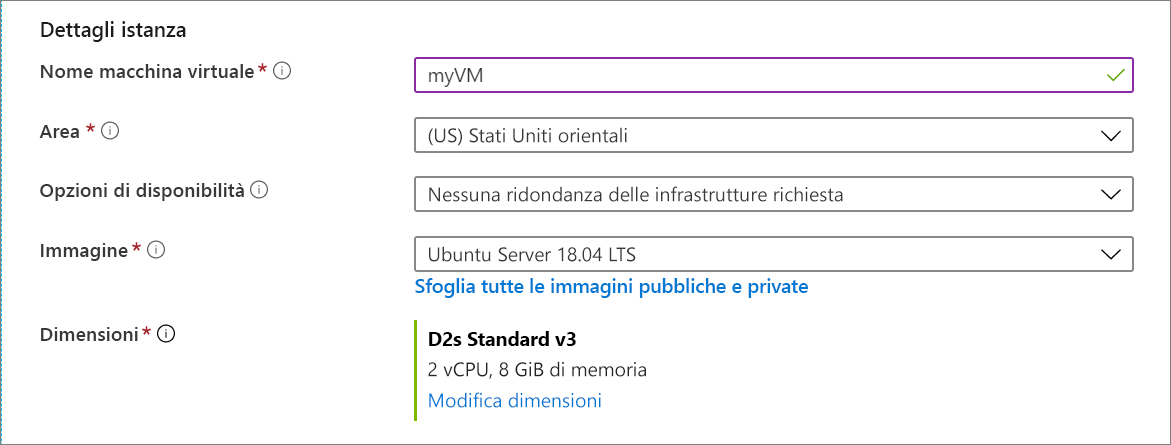 Dettagli istanza
Nome macchina virtuale *
myVM
Area *
(US) Stati Uniti orientali
Opzioni di disponibilità
Nessuna ridondanza delle infrastrutture richiesta
Immagine *
Ubuntu Server 18.04 LTS
Sfoglia tutte le immagini pubbliche e private
Dimensioni *
D2s Standard v3
2 vCPU, 8 GiB di memoria
Modifica dimensioni